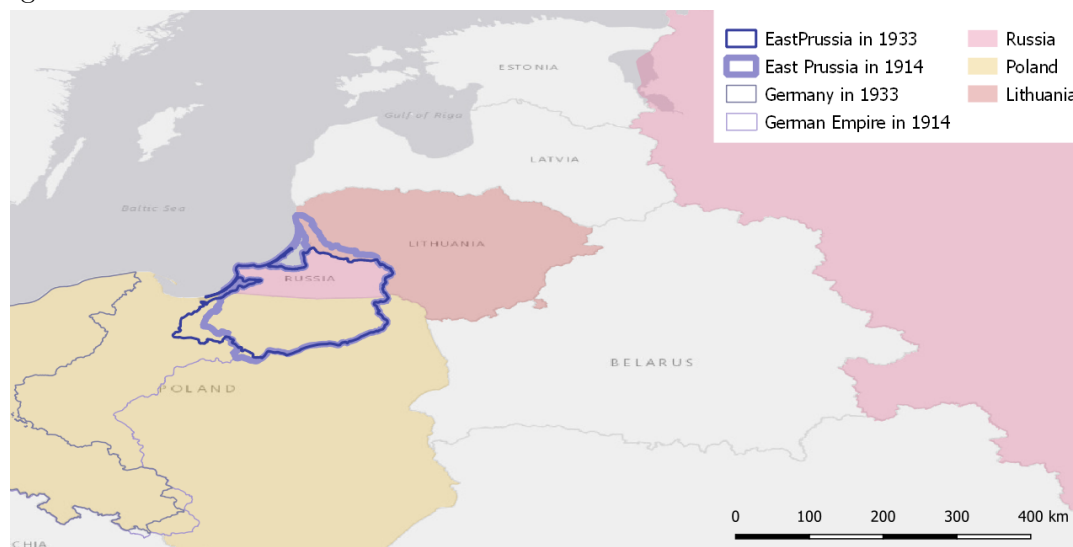 EastPrussia in 1933
East Prussia in 1914
Germany in 1933
German Empire in 1914
Russia
Poland
Lithuania
ESTONIA
Gulf of Riga
LATVIA
Baltic Sea
LITHUANIA
RUSSIA
BELARUS
POLAND
CHIA
0 100 200 300 400 km